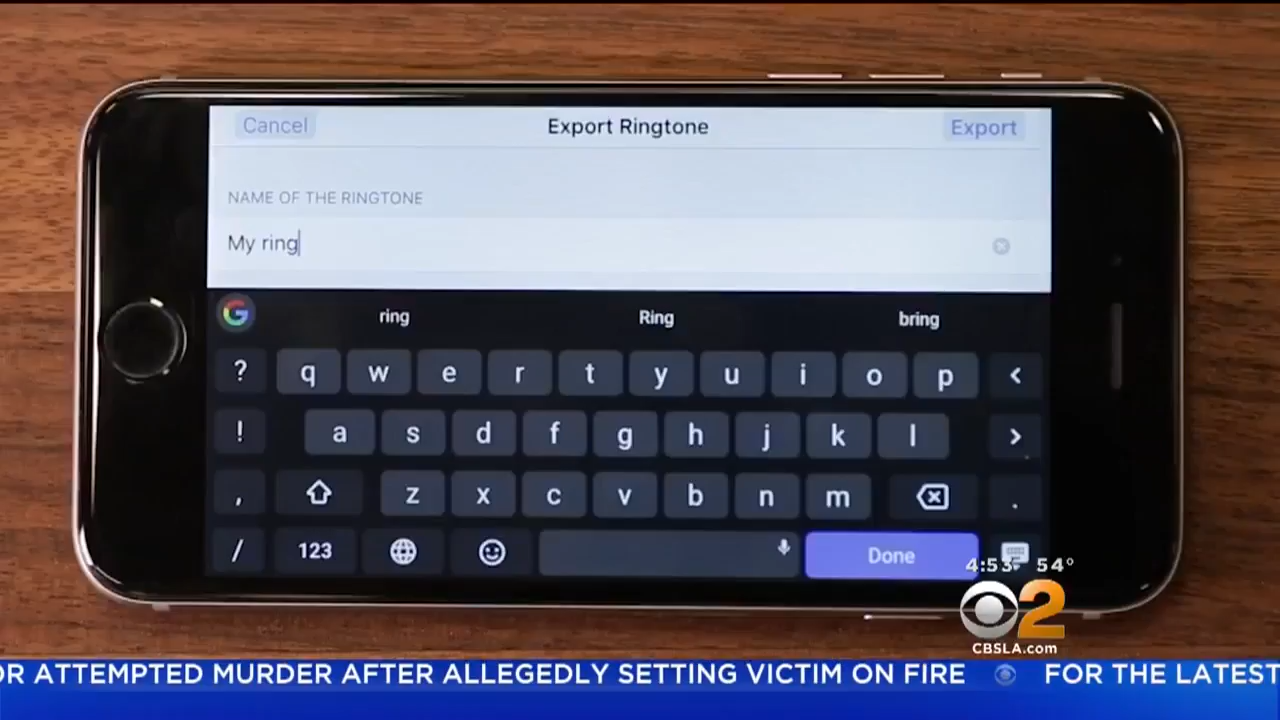 Cancel Export Ringtone Export
NAME OF THE RINGTONE
My ring
ring Ring bring
? q w e r t y u i o p <
! a s d f g h j k l >
, z x c v b n m .
/ 123 Done
4:53 54°
2
CBSLA.com
OR ATTEMPTED MURDER AFTER ALLEGEDLY SETTING VICTIM ON FIRE FOR THE LATEST